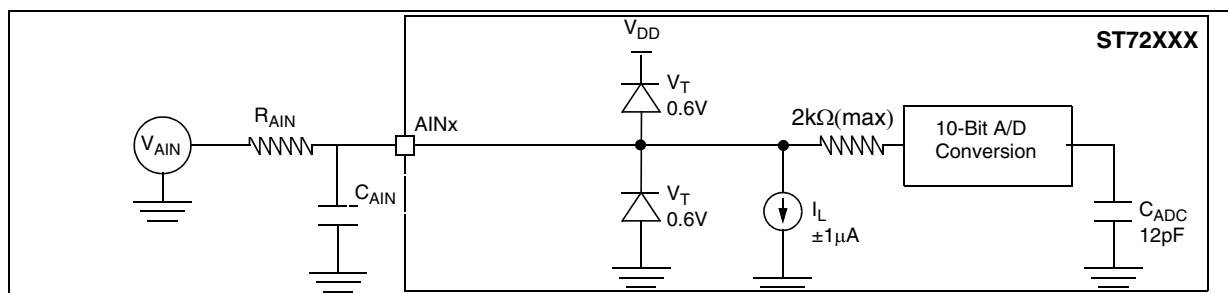 ST72XXX
V_DD
V_T
0.6V
R_AIN
AINx
2kΩ(max)
10-Bit A/D
Conversion
V_AIN
C_AIN
V_T
0.6V
I_L
±1μA
C_ADC
12pF